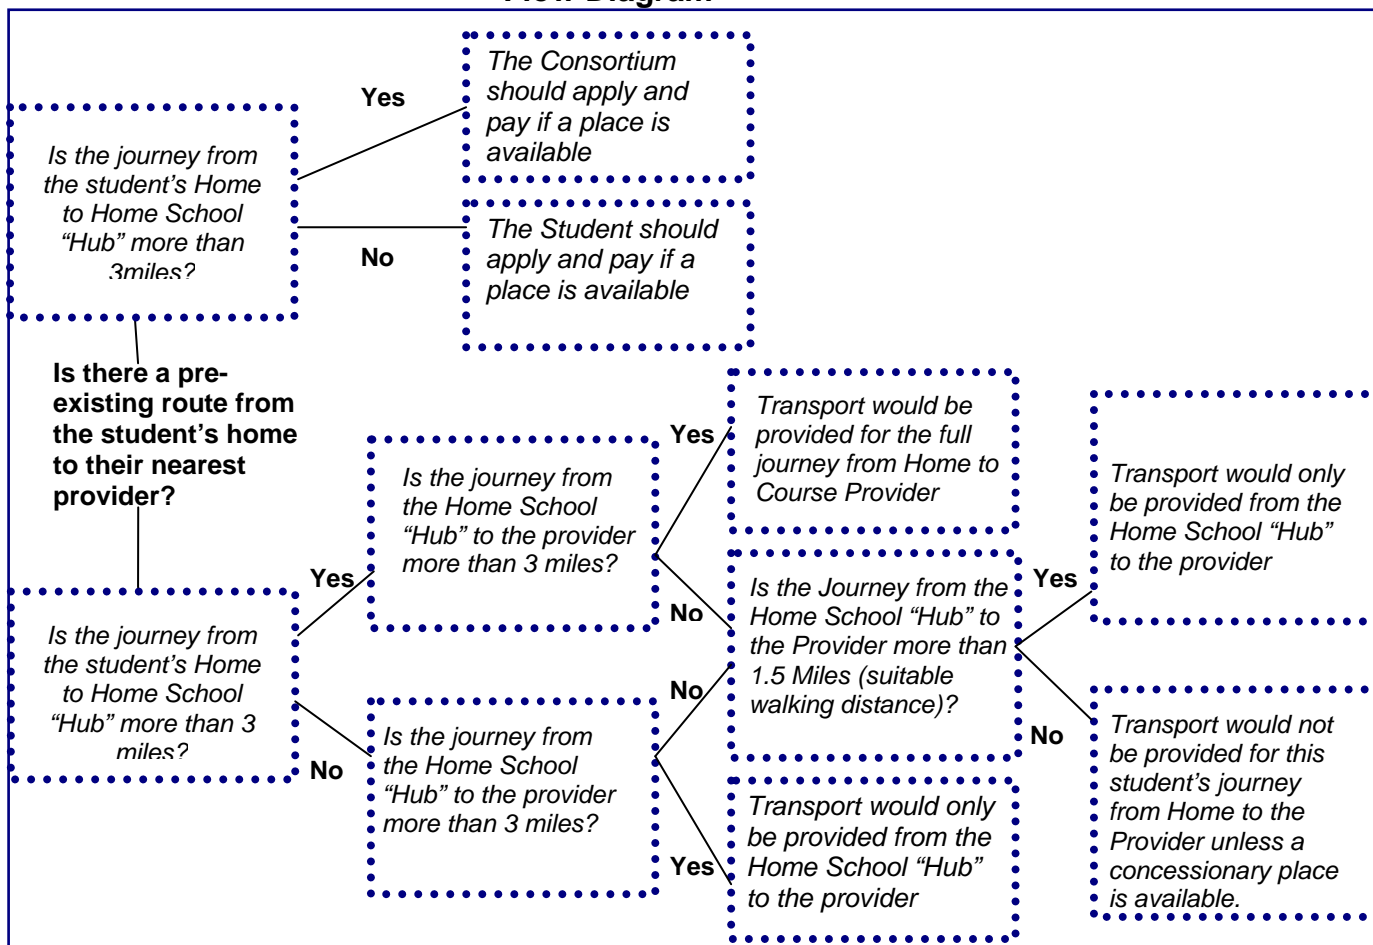 Flow Diagram
Yes
The Consortium
should apply and
pay if a place is
available
Is the journey from
the student’s Home
to Home School
“Hub” more than
3miles?
No
The Student should
apply and pay if a
place is available
Is there a pre-
existing route from
the student’s home
to their nearest
provider?
Is the journey from
the student’s Home
to Home School
“Hub” more than 3
miles?
Yes
Is the journey from
the Home School
“Hub” to the provider
more than 3 miles?
No
Is the journey from
the Home School
“Hub” to the provider
more than 3 miles?
Yes
Transport would be
provided for the full
journey from Home to
Course Provider
No
Is the Journey from the
Home School “Hub” to
the Provider more than
1.5 Miles (suitable
walking distance)?
No
Yes
Transport would only
be provided from the
Home School “Hub”
to the provider
Yes
Transport would only
be provided from the
Home School “Hub”
to the provider
No
Transport would not
be provided for this
student’s journey
from Home to the
Provider unless a
concessionary place
is available.